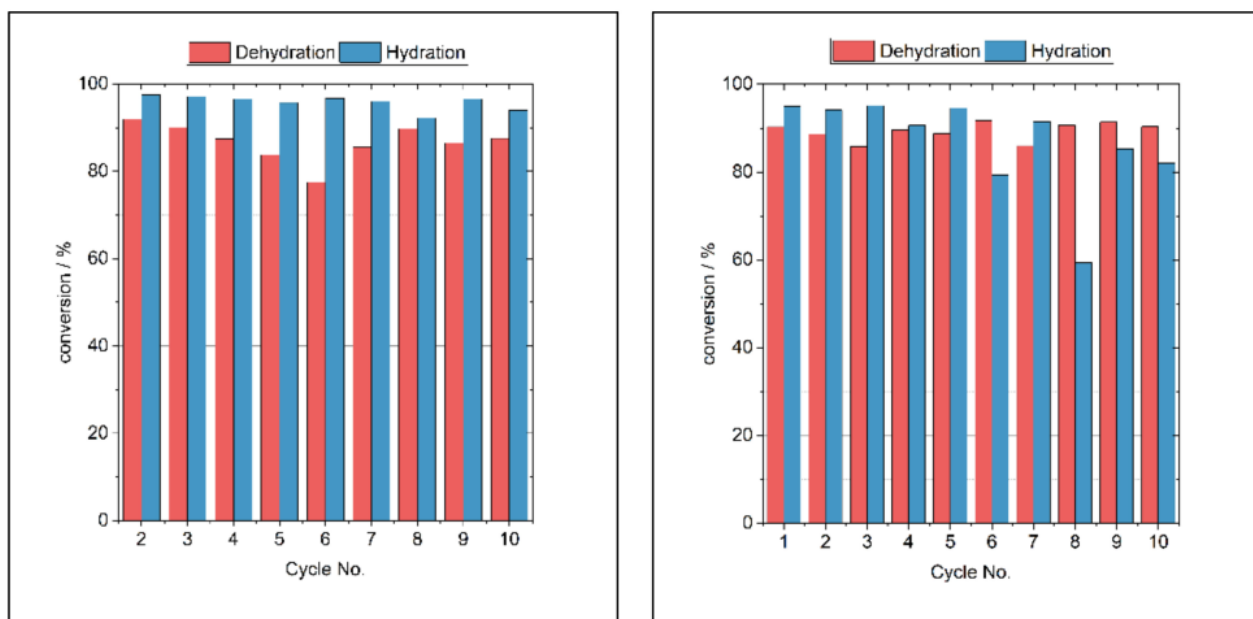 Dehydration Hydration
100
80
60
40
20
0
conversion / %
2 3 4 5 6 7 8 9 10
Cycle No.
Dehydration Hydration
100
80
60
40
20
0
conversion / %
1 2 3 4 5 6 7 8 9 10
Cycle No.